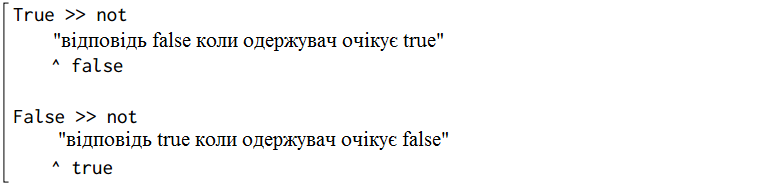 True >> not
"відповідь false коли одержувач очікує true"
^ false
False >> not
"відповідь true коли одержувач очікує false"
^ true